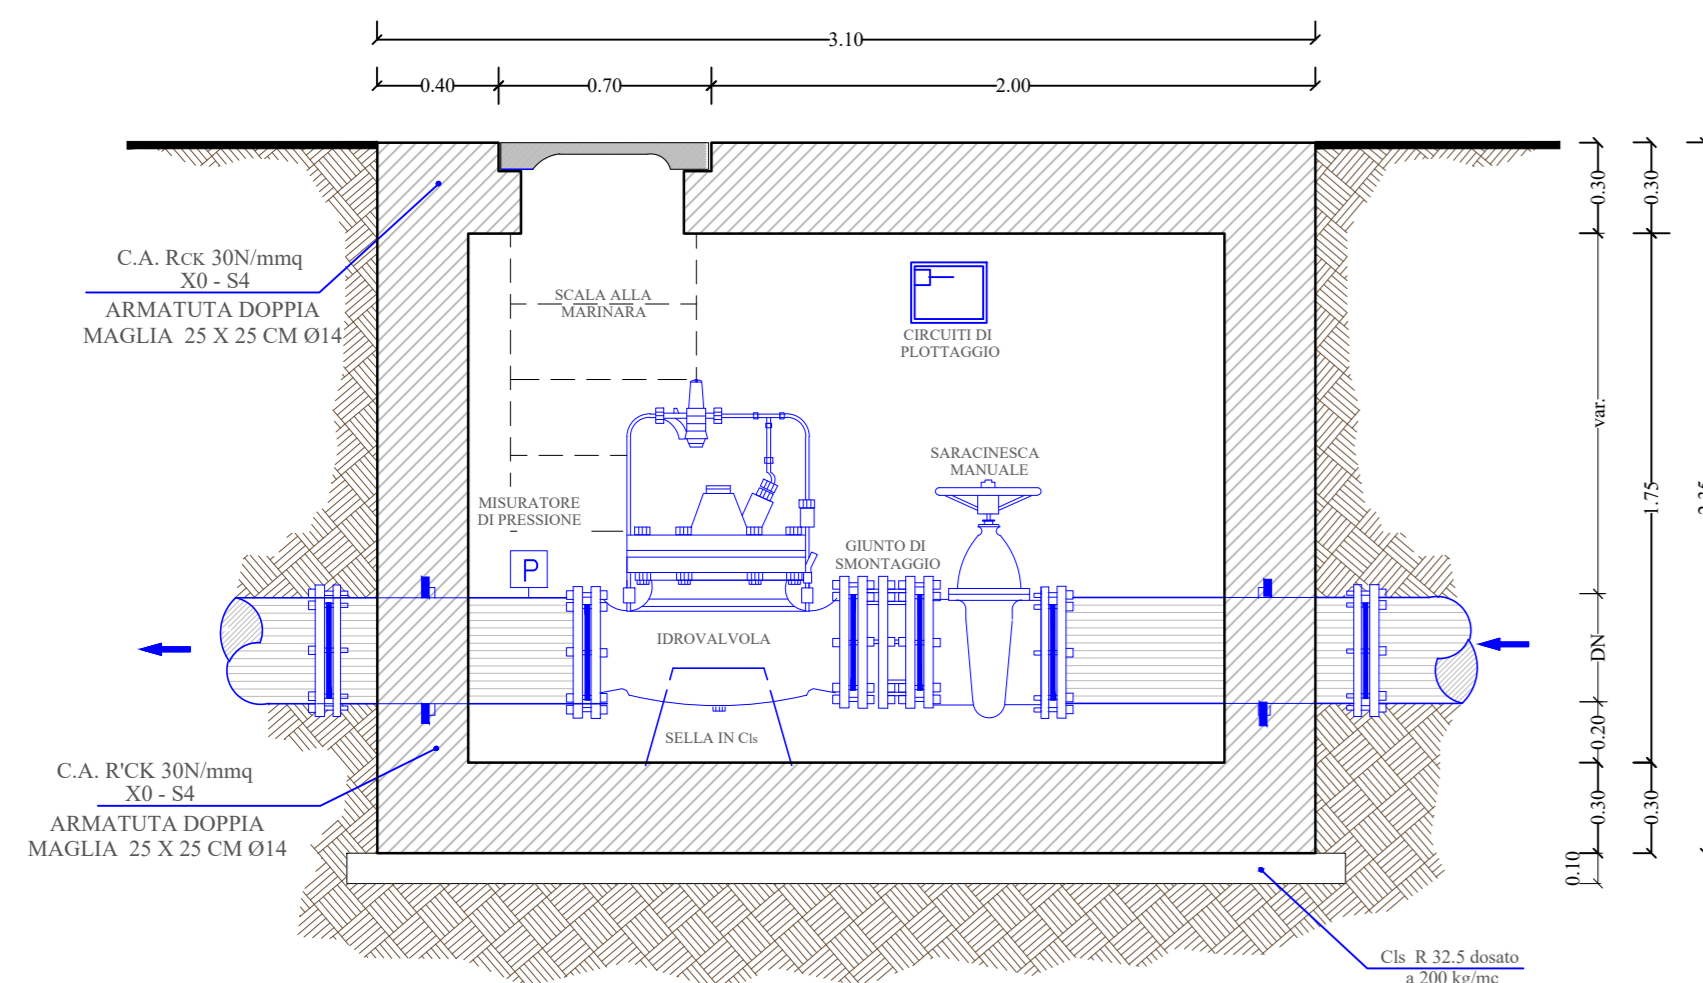 3.10
0.40
0.70
2.00
C.A. RCK 30N/mmq
X0 - S4
ARMATUTA DOPPIA
MAGLIA 25 X 25 CM Ø14
SCALA ALLA
MARINARA
CIRCUITI DI
PLOTTAGGIO
SARACINESCA
MANUALE
MISURATORE
DI PRESSIONE
P
GIUNTO DI
SMONTAGGIO
IDROVALVOLA
SELLA IN Cls
C.A. R'CK 30N/mmq
X0 - S4
ARMATUTA DOPPIA
MAGLIA 25 X 25 CM Ø14
0.30
var.
DN
0.20
0.30
0.10
0.30
1.75
0.30
Cls R 32.5 dosato
a 200 kg/mc